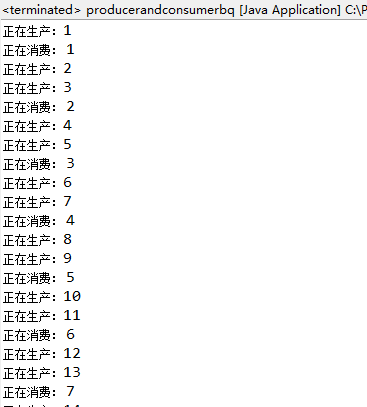 <terminated> producerandconsumerbq [Java Application] C:\P
正在生产：1
正在消费：1
正在生产：2
正在生产：3
正在消费：2
正在生产：4
正在生产：5
正在消费：3
正在生产：6
正在生产：7
正在消费：4
正在生产：8
正在生产：9
正在消费：5
正在生产：10
正在生产：11
正在消费：6
正在生产：12
正在生产：13
正在消费：7